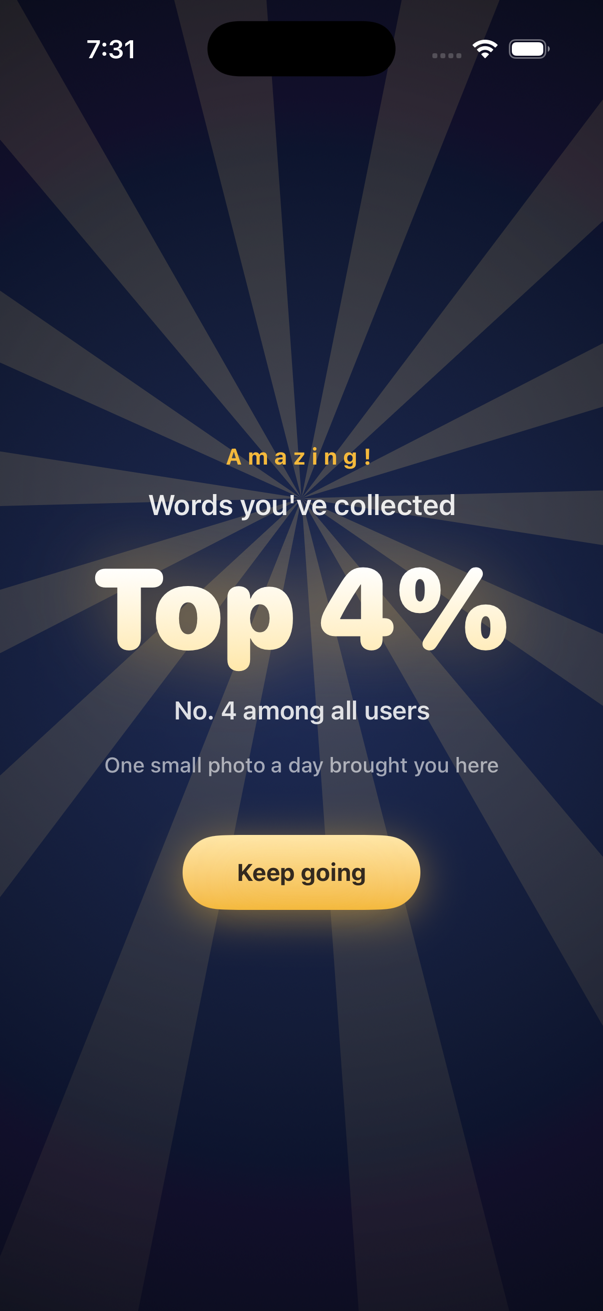 7:31
Amazing!
Words you've collected
Top 4%
No. 4 among all users
One small photo a day brought you here
Keep going